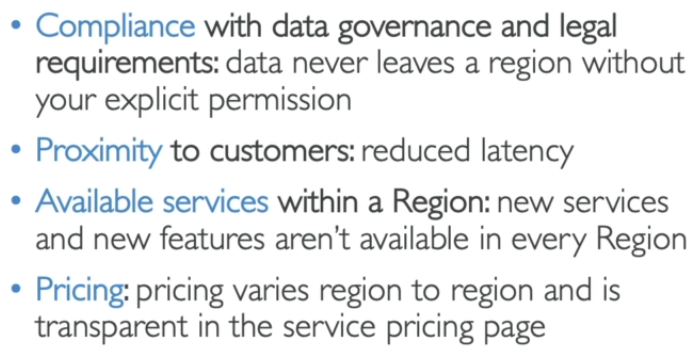 • Compliance with data governance and legal
requirements: data never leaves a region without
your explicit permission
• Proximity to customers: reduced latency
• Available services within a Region: new services
and new features aren't available in every Region
• Pricing: pricing varies region to region and is
transparent in the service pricing page